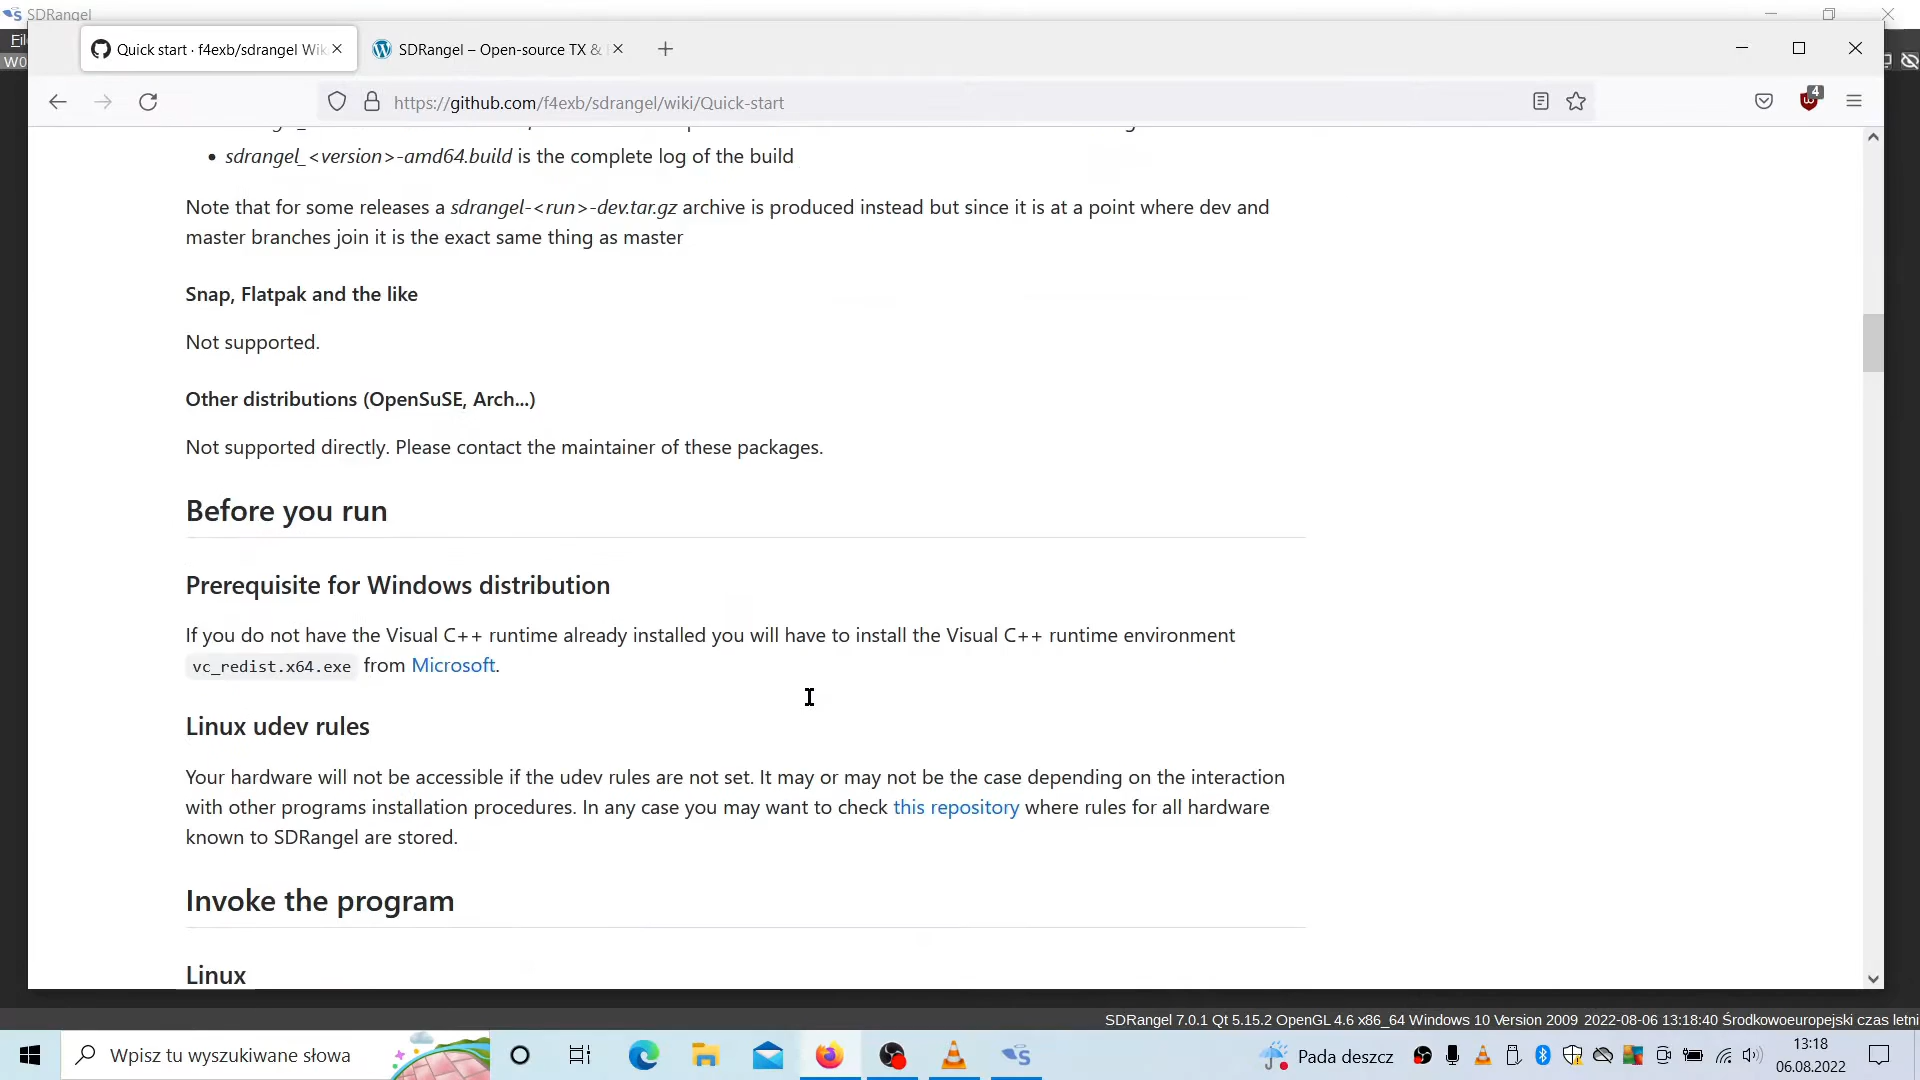 SDRangel
Quick start · f4exb/sdrangel Wik
SDRangel – Open-source TX &
W0
https://github.com/f4exb/sdrangel/wiki/Quick-start
4
• sdrangel_<version>-amd64.build is the complete log of the build
Note that for some releases a sdrangel-<run>-dev.tar.gz archive is produced instead but since it is at a point where dev and
master branches join it is the exact same thing as master
Snap, Flatpak and the like
Not supported.
Other distributions (OpenSuSE, Arch...)
Not supported directly. Please contact the maintainer of these packages.
Before you run
Prerequisite for Windows distribution
If you do not have the Visual C++ runtime already installed you will have to install the Visual C++ runtime environment
vc_redist.x64.exe from Microsoft.
Linux udev rules
Your hardware will not be accessible if the udev rules are not set. It may or may not be the case depending on the interaction
with other programs installation procedures. In any case you may want to check this repository where rules for all hardware
known to SDRangel are stored.
Invoke the program
Linux
SDRangel 7.0.1 Qt 5.15.2 OpenGL 4.6 x86_64 Windows 10 Version 2009 2022-08-06 13:18:40 Środkowoeuropejski czas letni
Wpisz tu wyszukiwane słowa
Pada deszcz
13:18
06.08.2022